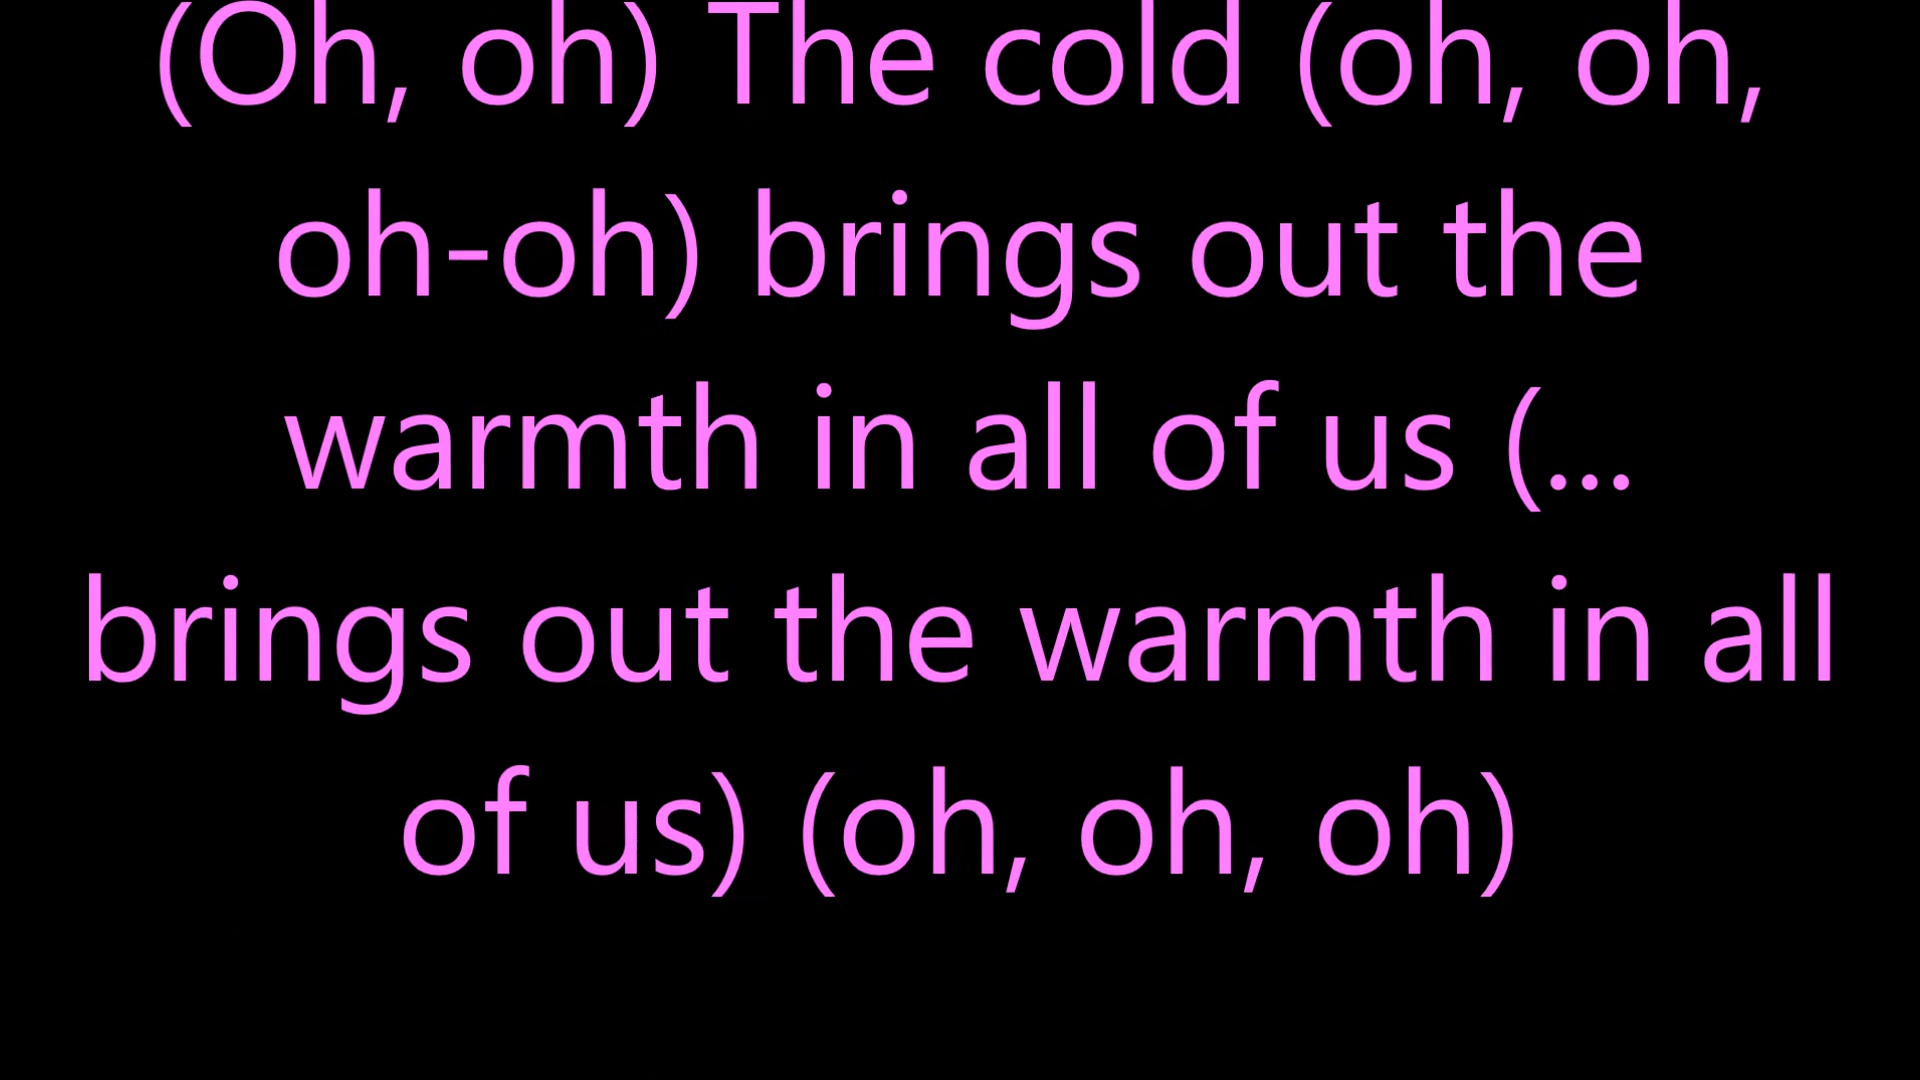 (Oh, oh) The cold (oh, oh,
oh-oh) brings out the
warmth in all of us (...
brings out the warmth in all
of us) (oh, oh, oh)